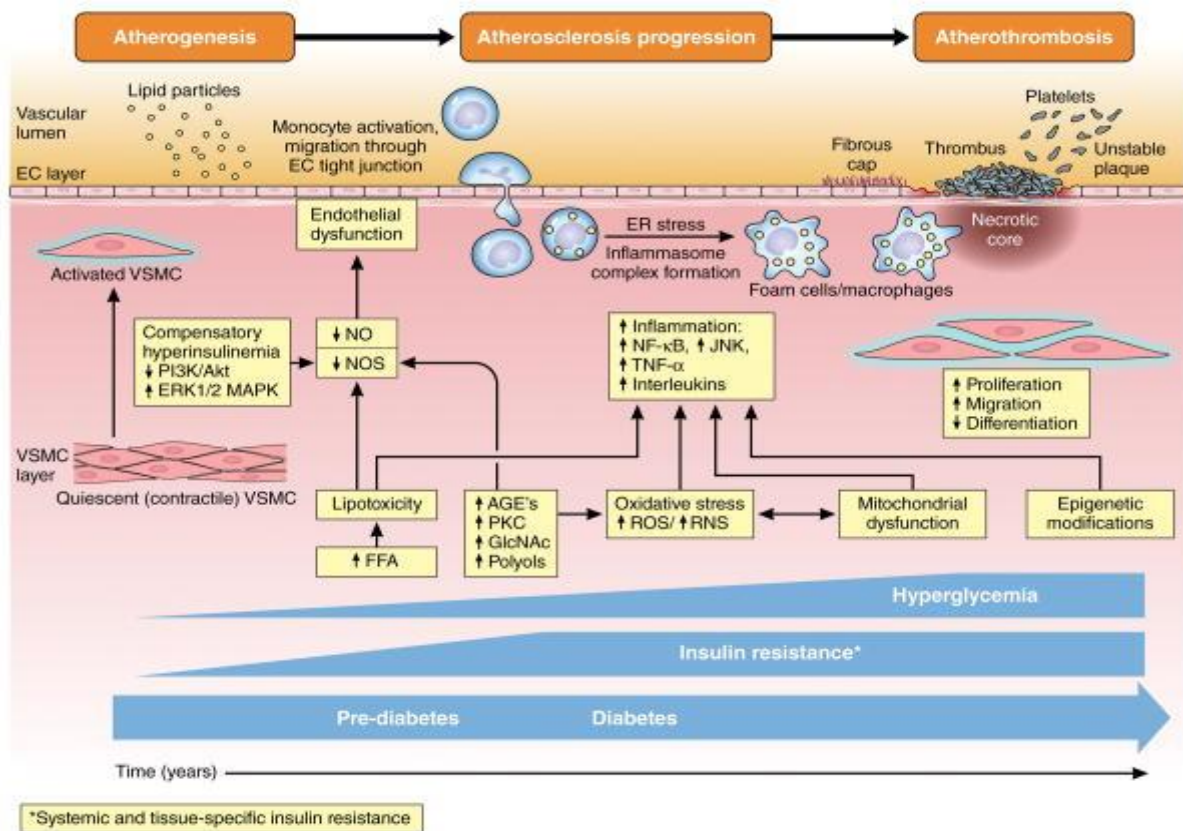 Atherogenesis
Atherosclerosis progression
Atherothrombosis
Lipid particles
Vascular
lumen
EC layer
Monocyte activation,
migration through
EC tight junction
Platelets
Fibrous
cap
Thrombus
Unstable
plaque
Endothelial
dysfunction
ER stress
Inflammasome
complex formation
Necrotic
core
Activated VSMC
Foam cells/macrophages
Compensatory
hyperinsulinemia
↓ PI3K/Akt
↑ ERK1/2 MAPK
↓ NO
↓ NOS
↑ Inflammation:
↑ NF-κB, ↑ JNK,
↑ TNF-α
↑ Interleukins
↑ Proliferation
↑ Migration
↓ Differentiation
VSMC
layer
Quiescent (contractile) VSMC
Lipotoxicity
↑ FFA
↑ AGE's
↑ PKC
↑ GlcNAc
↑ Polyols
Oxidative stress
↑ ROS/ ↑ RNS
Mitochondrial
dysfunction
Epigenetic
modifications
Hyperglycemia
Insulin resistance*
Pre-diabetes
Diabetes
Time (years)
*Systemic and tissue-specific insulin resistance